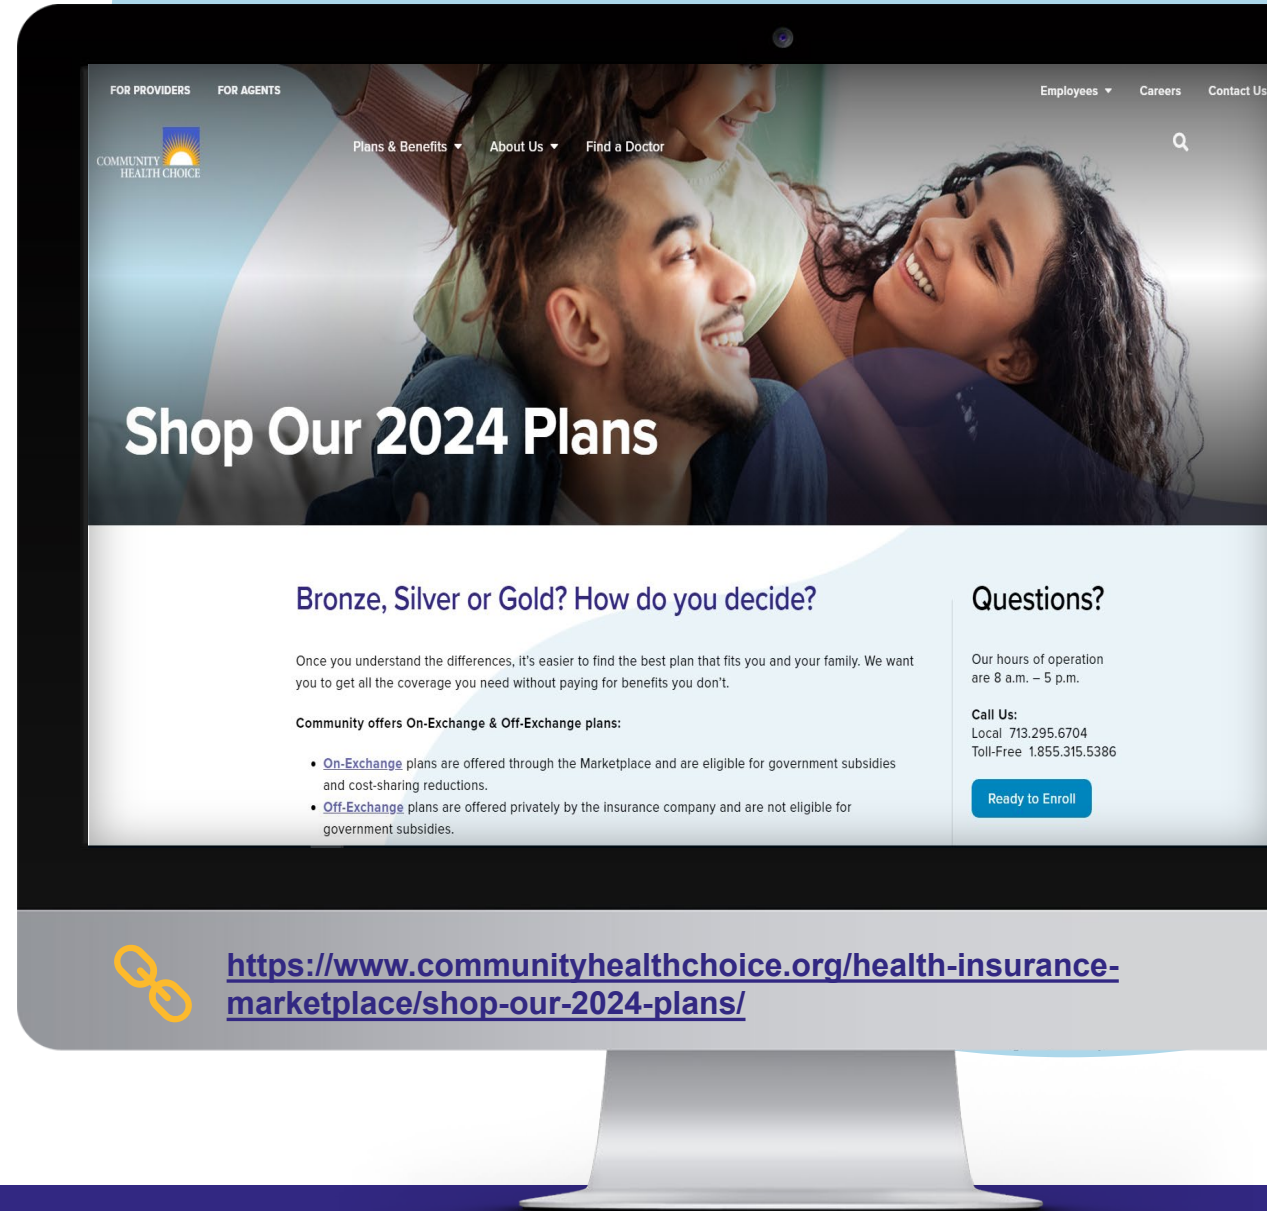 FOR PROVIDERS FOR AGENTS
Employees Careers Contact Us
COMMUNITY
HEALTH CHOICE
Plans & Benefits About Us Find a Doctor
Shop Our 2024 Plans
Bronze, Silver or Gold? How do you decide?
Once you understand the differences, it's easier to find the best plan that fits you and your family. We want
you to get all the coverage you need without paying for benefits you don't.
Community offers On-Exchange & Off-Exchange plans:
• On-Exchange plans are offered through the Marketplace and are eligible for government subsidies
and cost-sharing reductions.
• Off-Exchange plans are offered privately by the insurance company and are not eligible for
government subsidies.
Questions?
Our hours of operation
are 8 a.m. – 5 p.m.
Call Us:
Local 713.295.6704
Toll-Free 1.855.315.5386
Ready to Enroll
https://www.communityhealthchoice.org/health-insurance-
marketplace/shop-our-2024-plans/